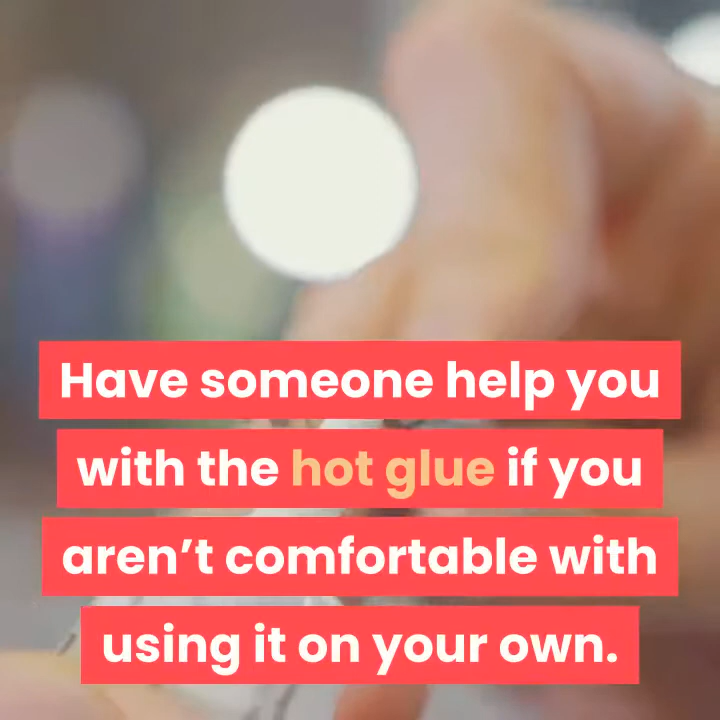 Have someone help you
with the hot glue if you
aren’t comfortable with
using it on your own.